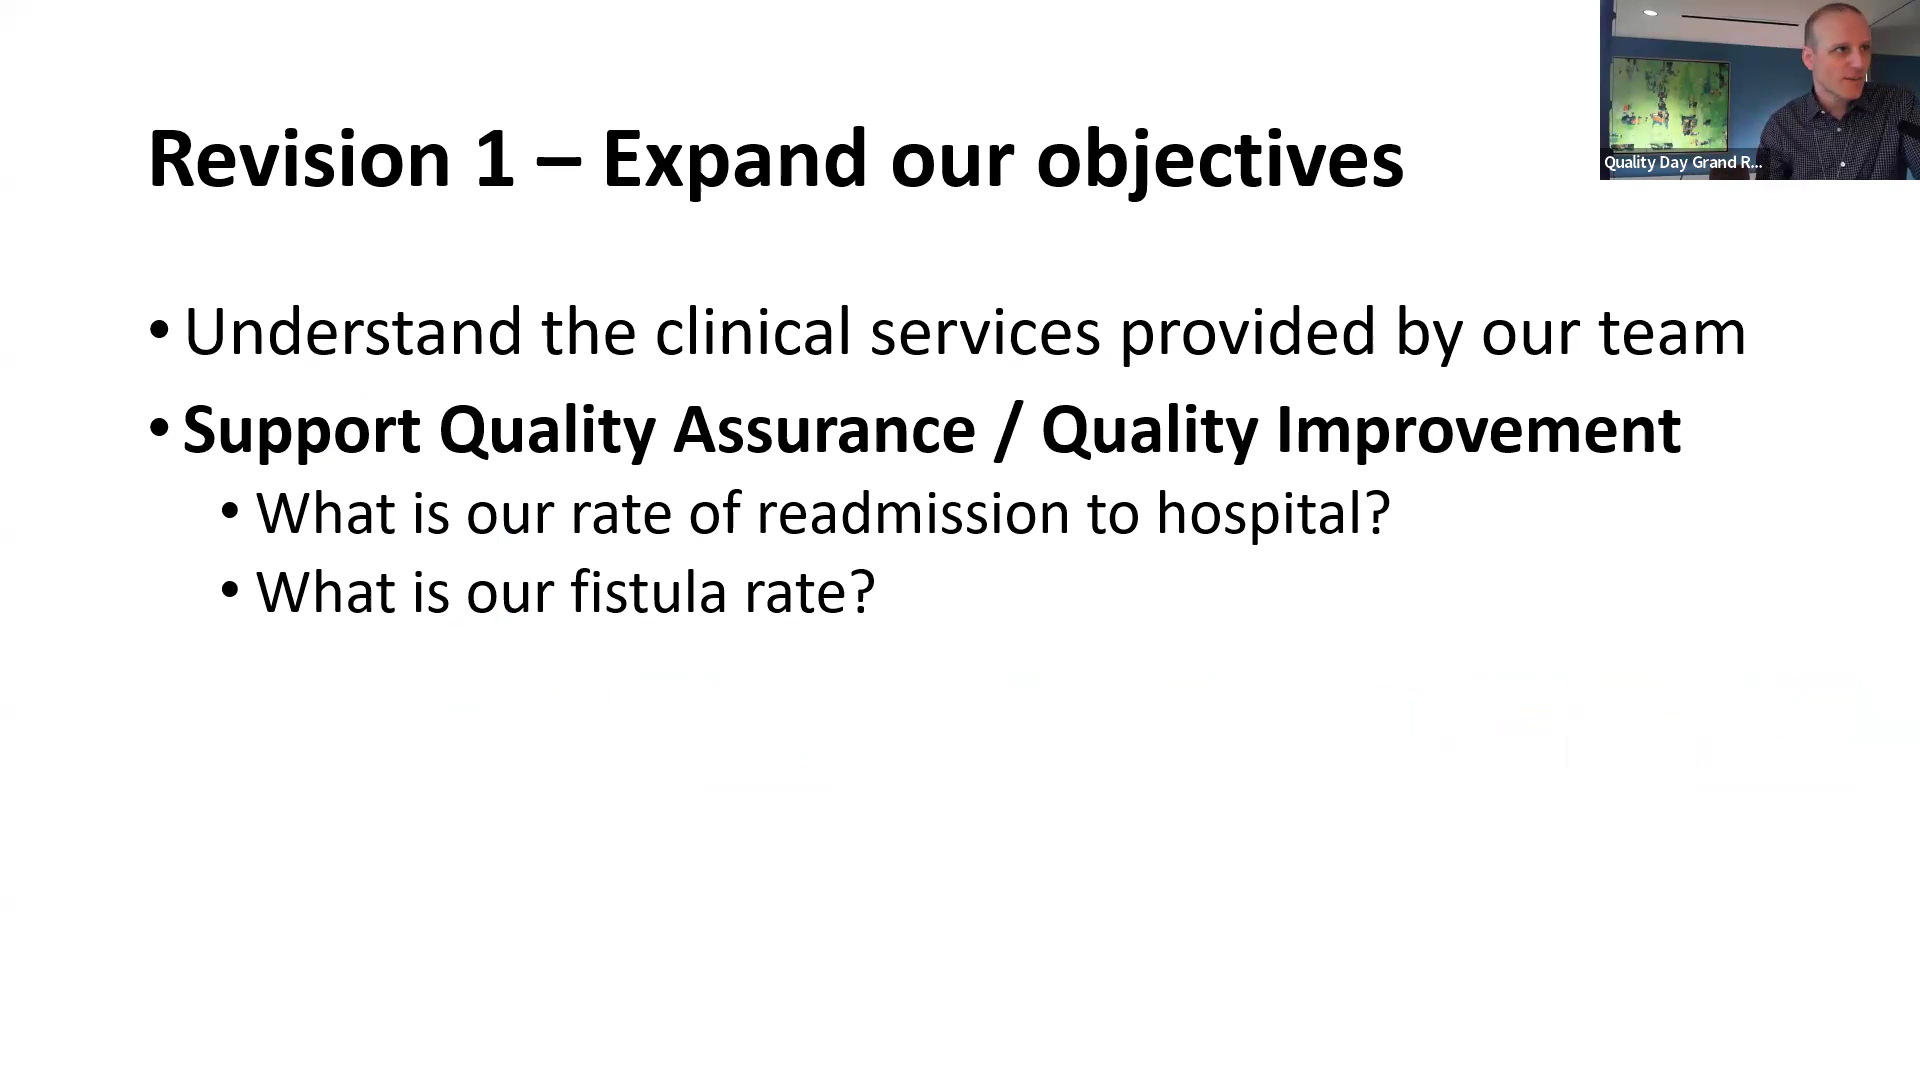 Revision 1 – Expand our objectives
Quality Day Grand R...
• Understand the clinical services provided by our team
• Support Quality Assurance / Quality Improvement
• What is our rate of readmission to hospital?
• What is our fistula rate?